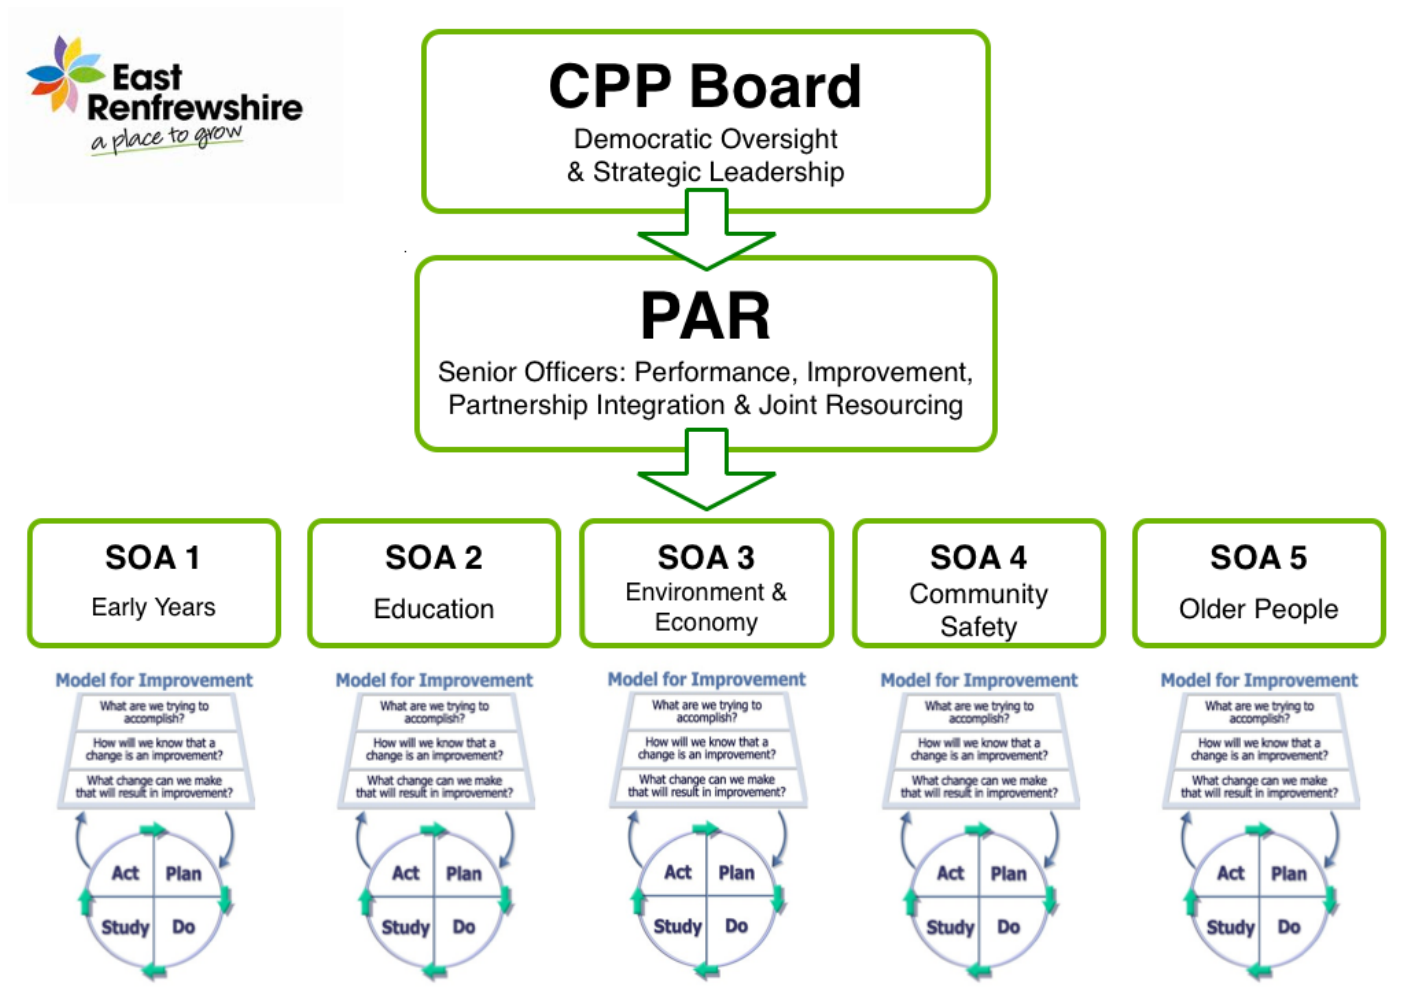 East
Renfrewshire
a place to grow
CPP Board
Democratic Oversight
& Strategic Leadership
PAR
Senior Officers: Performance, Improvement,
Partnership Integration & Joint Resourcing
SOA 1
Early Years
SOA 2
Education
SOA 3
Environment &
Economy
SOA 4
Community
Safety
SOA 5
Older People
Model for Improvement
What are we trying to
accomplish?
How will we know that a
change is an improvement?
What change can we make
that will result in improvement?
Act Plan
Study Do
Model for Improvement
What are we trying to
accomplish?
How will we know that a
change is an improvement?
What change can we make
that will result in improvement?
Act Plan
Study Do
Model for Improvement
What are we trying to
accomplish?
How will we know that a
change is an improvement?
What change can we make
that will result in improvement?
Act Plan
Study Do
Model for Improvement
What are we trying to
accomplish?
How will we know that a
change is an improvement?
What change can we make
that will result in improvement?
Act Plan
Study Do
Model for Improvement
What are we trying to
accomplish?
How will we know that a
change is an improvement?
What change can we make
that will result in improvement?
Act Plan
Study Do